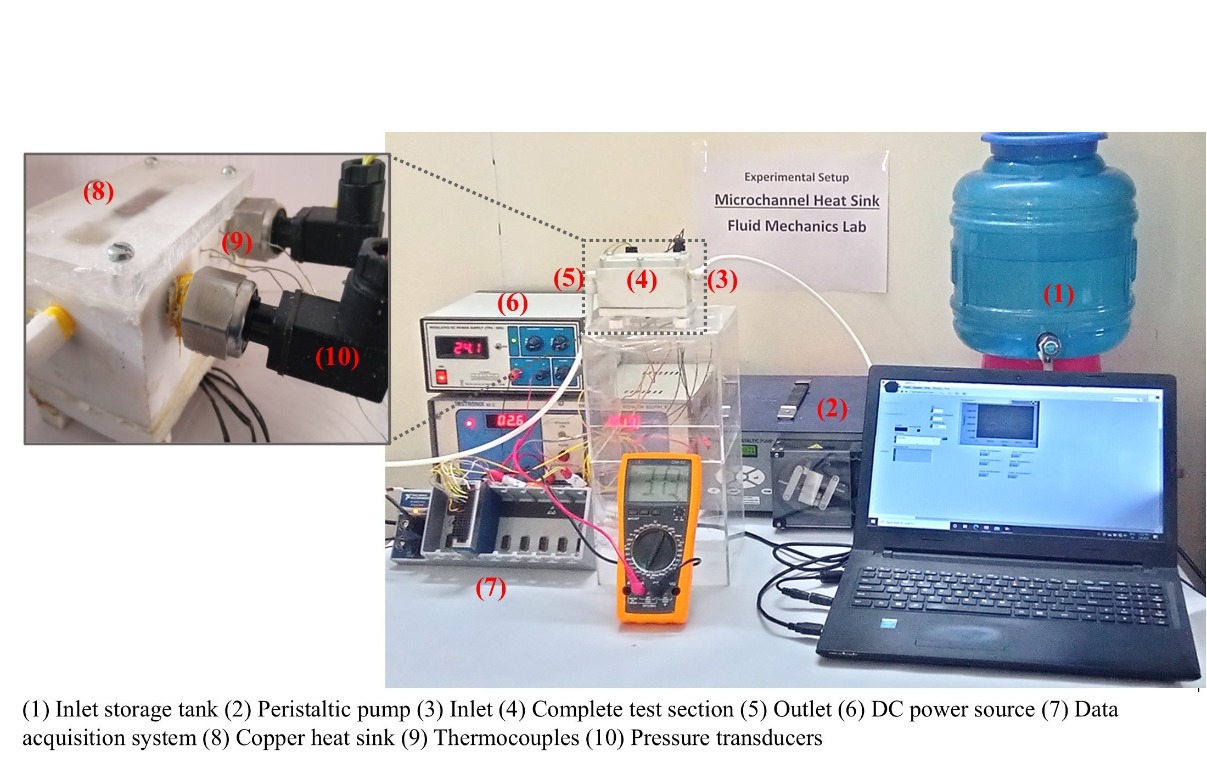 Experimental Setup
Microchannel Heat Sink
Fluid Mechanics Lab
(8)
(9)
(10)
(5)
(4)
(3)
(6)
(1)
24.1
(2)
02.6
(7)
(1) Inlet storage tank (2) Peristaltic pump (3) Inlet (4) Complete test section (5) Outlet (6) DC power source (7) Data
acquisition system (8) Copper heat sink (9) Thermocouples (10) Pressure transducers